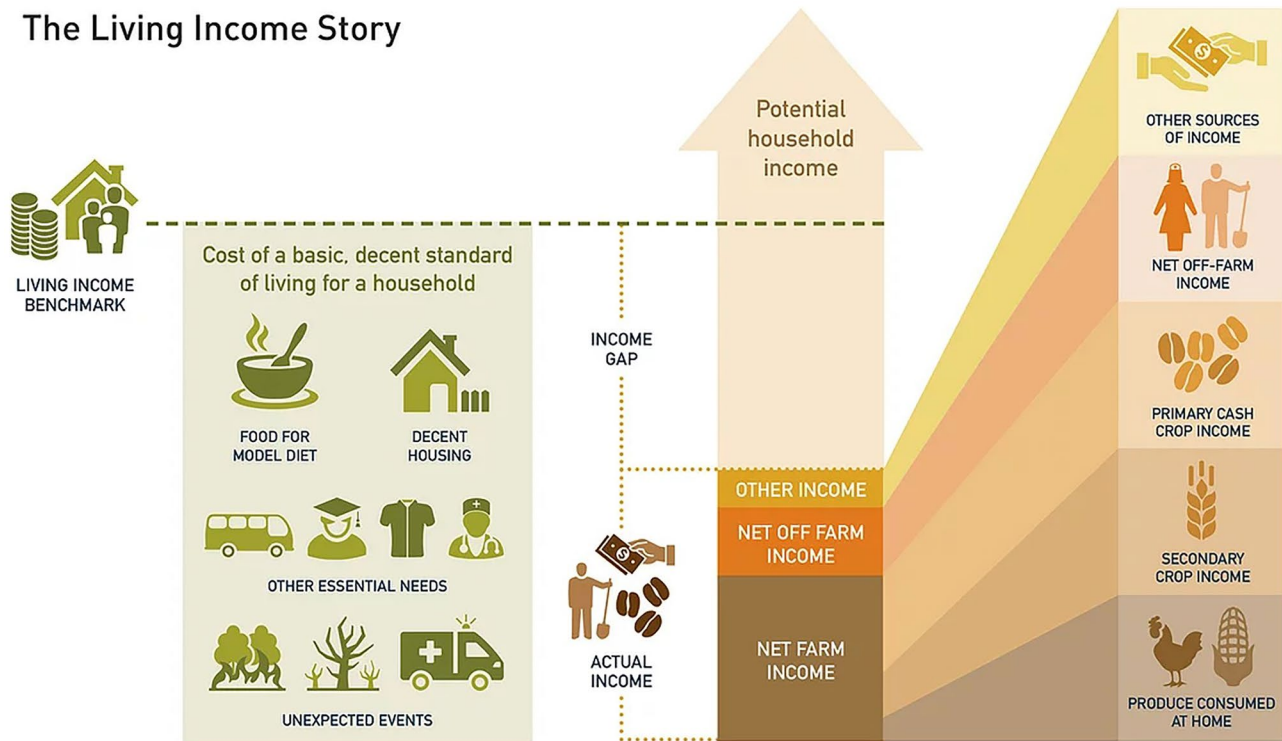 The Living Income Story
LIVING INCOME
BENCHMARK
Cost of a basic, decent standard
of living for a household
FOOD FOR
MODEL DIET
DECENT
HOUSING
OTHER ESSENTIAL NEEDS
UNEXPECTED EVENTS
INCOME
GAP
$
ACTUAL
INCOME
Potential
household
income
OTHER INCOME
NET OFF FARM
INCOME
NET FARM
INCOME
$
OTHER SOURCES
OF INCOME
NET OFF-FARM
INCOME
PRIMARY CASH
CROP INCOME
SECONDARY
CROP INCOME
PRODUCE CONSUMED
AT HOME